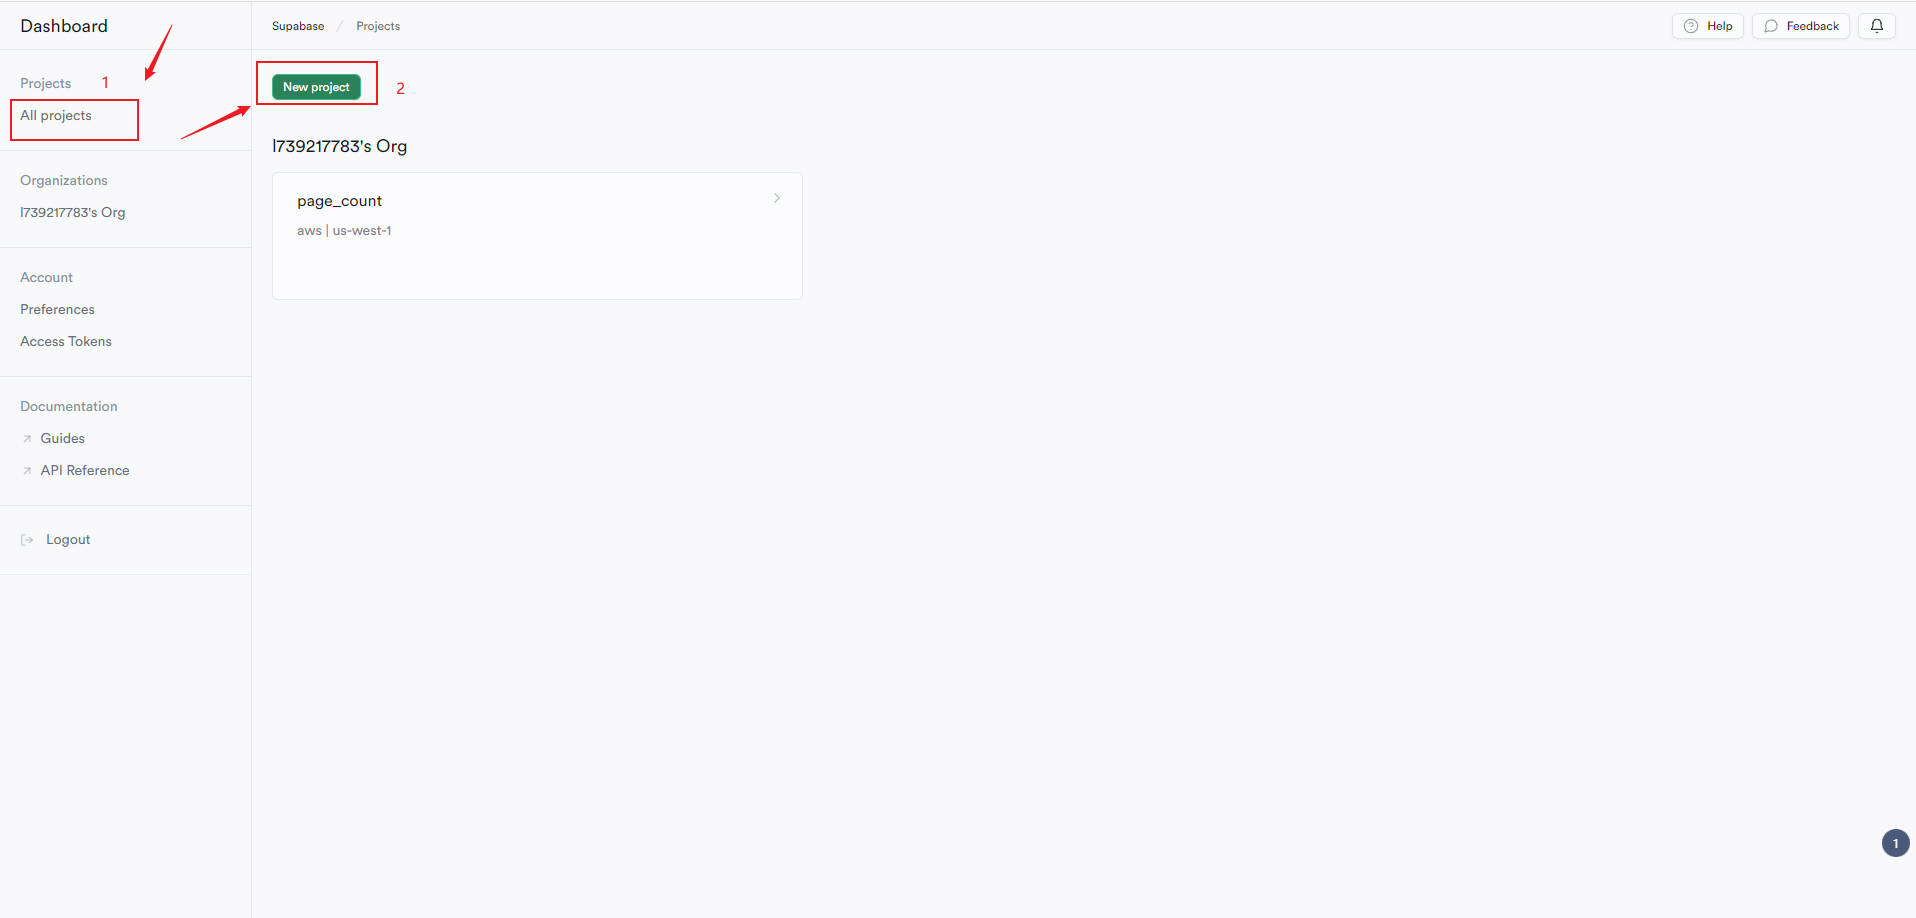 Dashboard
Supabase / Projects
Help
Feedback
Projects 1
All projects
New project 2
Organizations
l739217783's Org
Account
Preferences
Access Tokens
Documentation
Guides
API Reference
Logout
l739217783's Org
page_count
aws | us-west-1
1